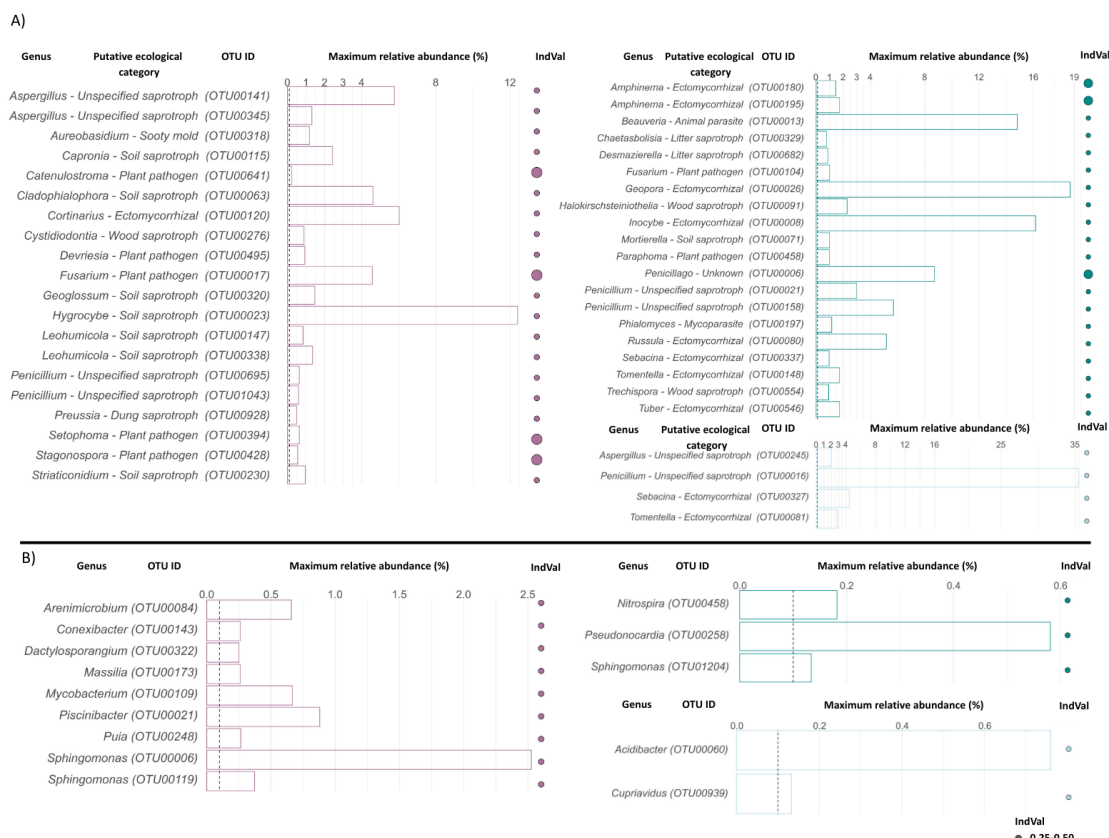 A)
Genus Putative ecological category OTU ID Maximum relative abundance (%) IndVal
0 1 2 3 4 8 12
Aspergillus - Unspecified saprotroph (OTU00141)
Aspergillus - Unspecified saprotroph (OTU00345)
Aureobasidium - Sooty mold (OTU00318)
Capronia - Soil saprotroph (OTU00115)
Catenulostroma - Plant pathogen (OTU00641)
Cladophialophora - Soil saprotroph (OTU00063)
Cortinarius - Ectomycorrhizal (OTU00120)
Cystidiodontia - Wood saprotroph (OTU00276)
Devriesia - Plant pathogen (OTU00495)
Fusarium - Plant pathogen (OTU00017)
Geoglossum - Soil saprotroph (OTU00320)
Hygrocybe - Soil saprotroph (OTU00023)
Leohumicola - Soil saprotroph (OTU00147)
Leohumicola - Soil saprotroph (OTU00338)
Penicillium - Unspecified saprotroph (OTU00695)
Penicillium - Unspecified saprotroph (OTU01043)
Preussia - Dung saprotroph (OTU00928)
Setophoma - Plant pathogen (OTU00394)
Stagonospora - Plant pathogen (OTU00428)
Striaticonidium - Soil saprotroph (OTU00230)
Genus Putative ecological category OTU ID Maximum relative abundance (%) IndVal
0 1 2 3 4 8 16 19
Amphinema - Ectomycorrhizal (OTU00180)
Amphinema - Ectomycorrhizal (OTU00195)
Beauveria - Animal parasite (OTU00013)
Chaetasbolisia - Litter saprotroph (OTU00329)
Desmazierella - Litter saprotroph (OTU00682)
Fusarium - Plant pathogen (OTU00104)
Geopora - Ectomycorrhizal (OTU00026)
Halokirschsteiniothelia - Wood saprotroph (OTU00091)
Inocybe - Ectomycorrhizal (OTU00008)
Mortierella - Soil saprotroph (OTU00071)
Paraphoma - Plant pathogen (OTU00458)
Penicillago - Unknown (OTU00006)
Penicillium - Unspecified saprotroph (OTU00021)
Penicillium - Unspecified saprotroph (OTU00158)
Phialomyces - Mycoparasite (OTU00197)
Russula - Ectomycorrhizal (OTU00080)
Sebacina - Ectomycorrhizal (OTU00337)
Tomentella - Ectomycorrhizal (OTU00148)
Trechispora - Wood saprotroph (OTU00554)
Tuber - Ectomycorrhizal (OTU00546)
Genus Putative ecological category OTU ID Maximum relative abundance (%) IndVal
0 1 2 3 4 8 12 16 25 35
Aspergillus - Unspecified saprotroph (OTU00245)
Penicillium - Unspecified saprotroph (OTU00016)
Sebacina - Ectomycorrhizal (OTU00327)
Tomentella - Ectomycorrhizal (OTU00081)
B)
Genus OTU ID Maximum relative abundance (%) IndVal
0.0 0.5 1.0 1.5 2.0 2.5
Arenimicrobium (OTU00084)
Conexibacter (OTU00143)
Dactylosporangium (OTU00322)
Massilia (OTU00173)
Mycobacterium (OTU00109)
Piscinibacter (OTU00021)
Puia (OTU00248)
Sphingomonas (OTU00006)
Sphingomonas (OTU00119)
Genus OTU ID Maximum relative abundance (%) IndVal
0.0 0.2 0.4 0.6
Nitrospira (OTU00458)
Pseudonocardia (OTU00258)
Sphingomonas (OTU01204)
Genus OTU ID Maximum relative abundance (%) IndVal
0.0 0.2 0.4 0.6
Acidibacter (OTU00060)
Cupriavidus (OTU00939)
IndVal
0.25-0.50